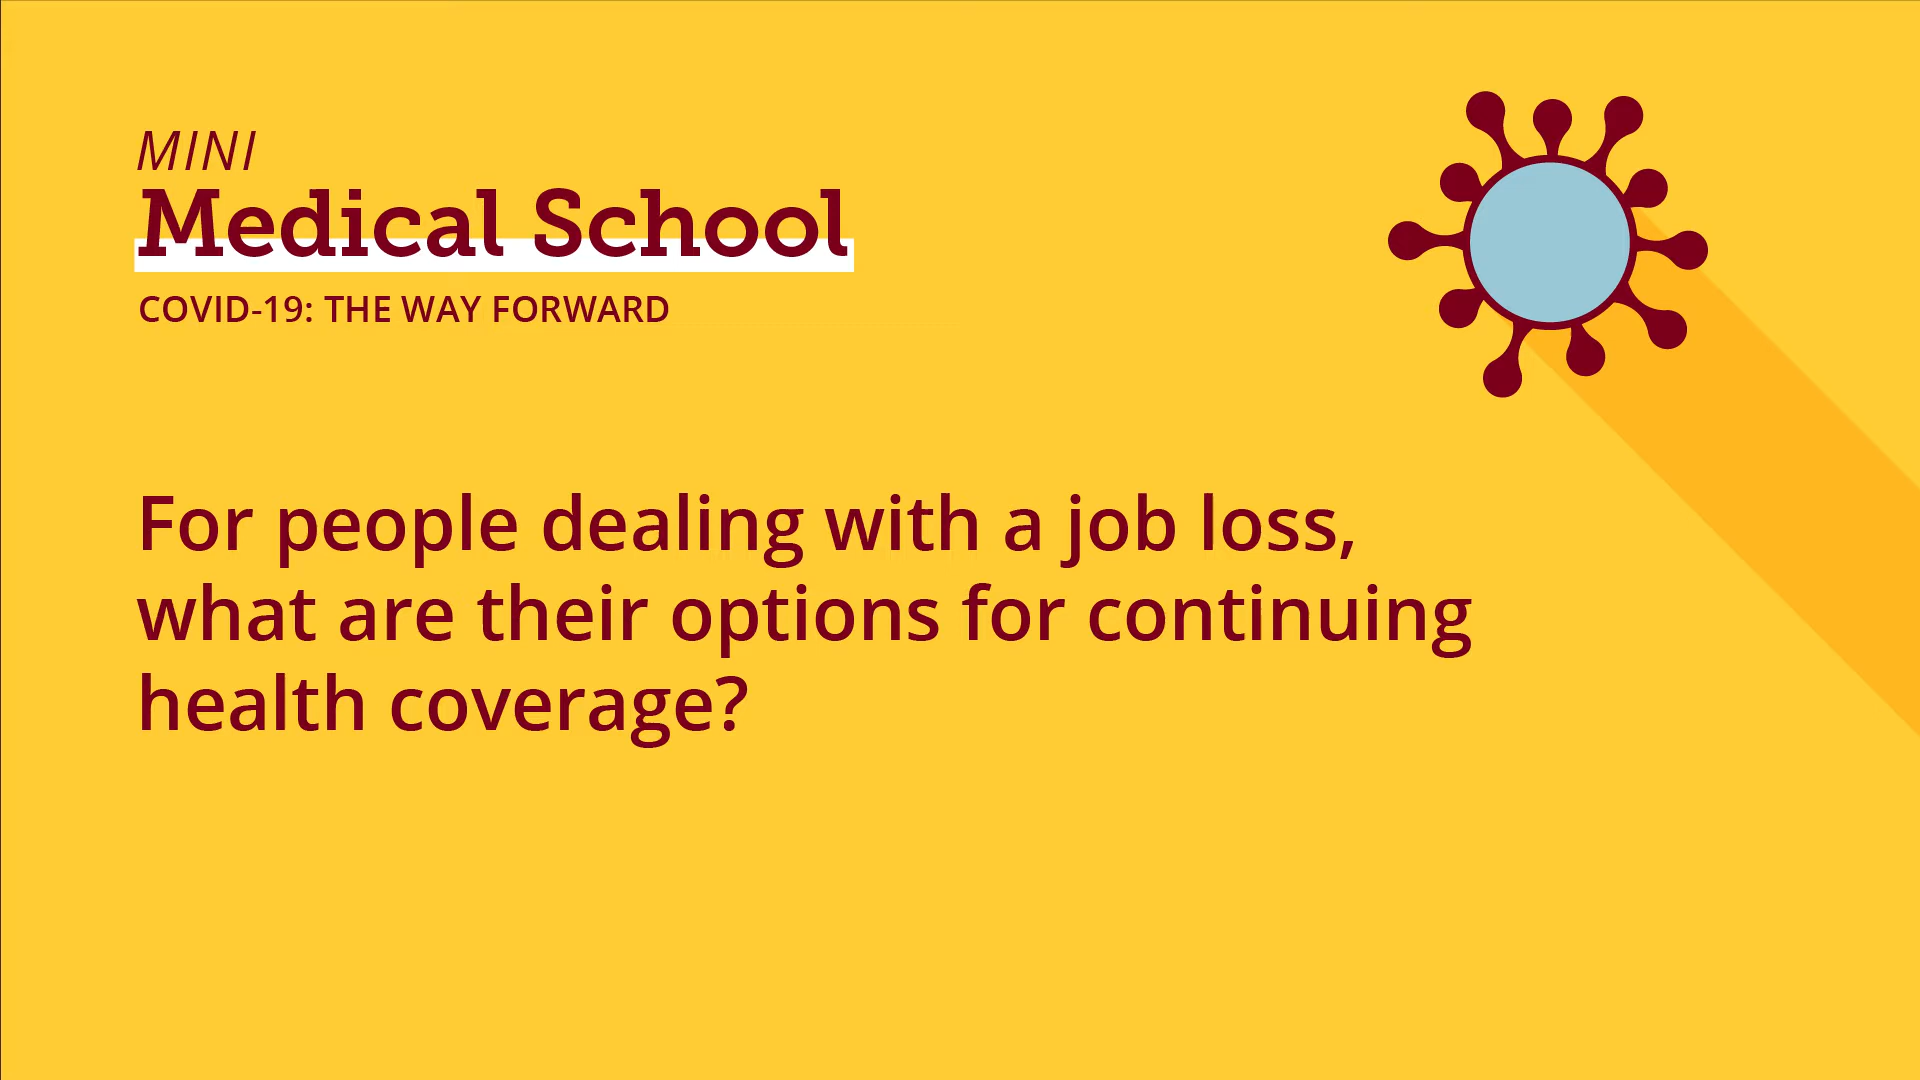 MINI
Medical School
COVID-19: THE WAY FORWARD
For people dealing with a job loss,
what are their options for continuing
health coverage?